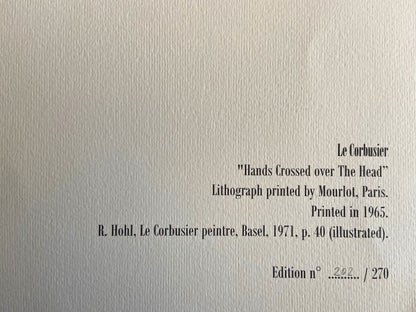 Le Corbusier
"Hands Crossed over The Head”
Lithograph printed by Mourlot, Paris.
Printed in 1965.
R. Hohl, Le Corbusier peintre, Basel, 1971, p. 40 (illustrated).
Edition n° ..202.. / 270